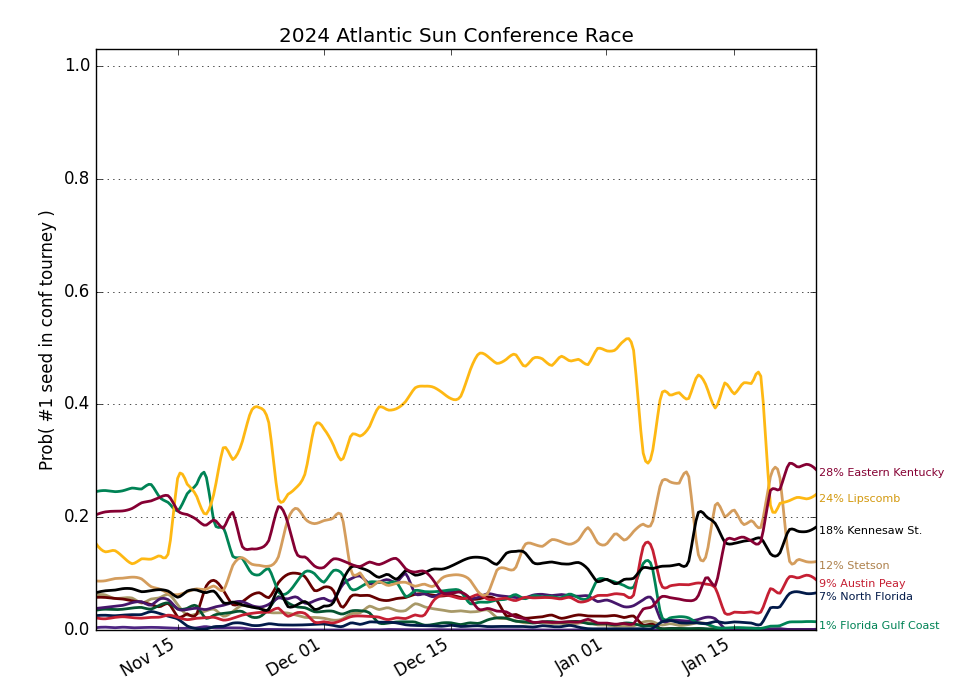 2024 Atlantic Sun Conference Race
Prob( #1 seed in conf tourney )
1.0
0.8
0.6
0.4
0.2
0.0
Nov 15
Dec 01
Dec 15
Jan 01
Jan 15
28% Eastern Kentucky
24% Lipscomb
18% Kennesaw St.
12% Stetson
9% Austin Peay
7% North Florida
1% Florida Gulf Coast